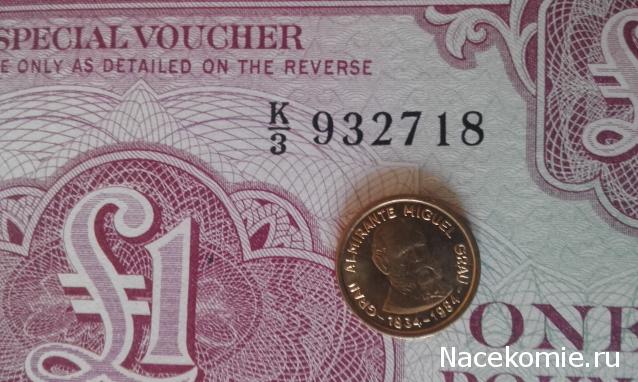 SPECIAL VOUCHER
E ONLY AS DETAILED ON THE REVERSE
K/3 932718
£
£1
GRAN ALMIRANTE MIGUEL GRAU
-1834-1984-
ONE
Nacekomie.ru